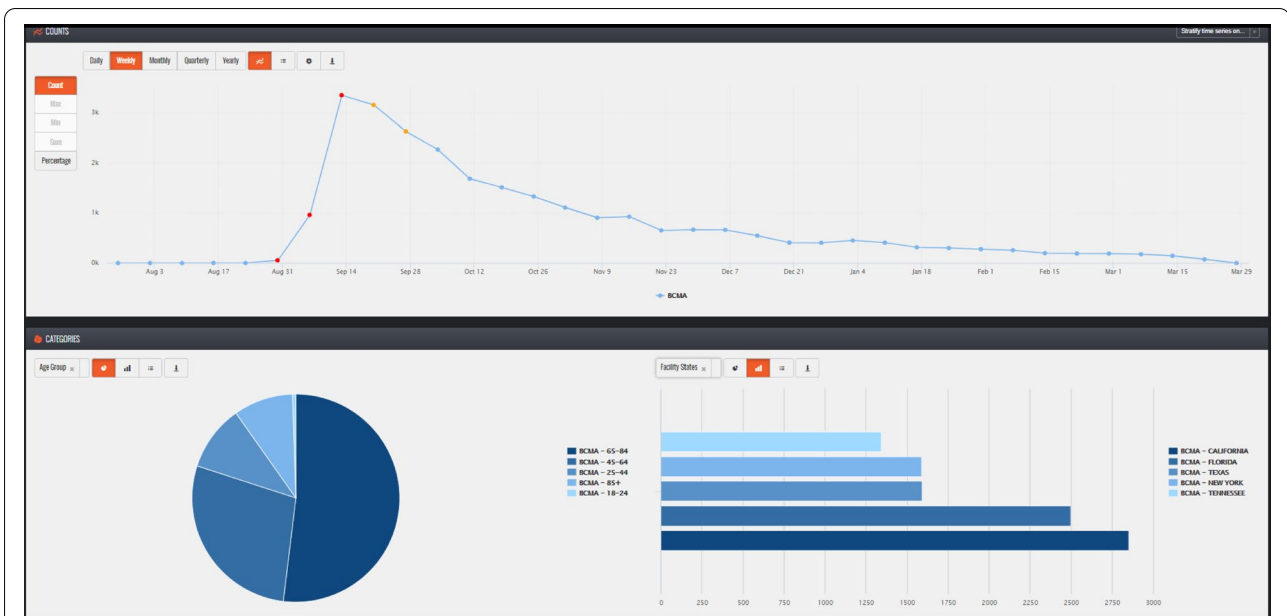 COUNTS
Stratify time series on...
Daily Weekly Monthly Quarterly Yearly
Count
Max
Min
Sum
Percentage
3k
2k
1k
0k
Aug 3 Aug 17 Aug 31 Sep 14 Sep 28 Oct 12 Oct 26 Nov 9 Nov 23 Dec 7 Dec 21 Jan 4 Jan 18 Feb 1 Feb 15 Mar 1 Mar 15 Mar 29
BCMA
CATEGORIES
Age Group x
BCMA - 65-84
BCMA - 45-64
BCMA - 25-44
BCMA - 85+
BCMA - 18-24
Facility States x
BCMA - CALIFORNIA
BCMA - FLORIDA
BCMA - TEXAS
BCMA - NEW YORK
BCMA - TENNESSEE
0 250 500 750 1000 1250 1500 1750 2000 2250 2500 2750 3000